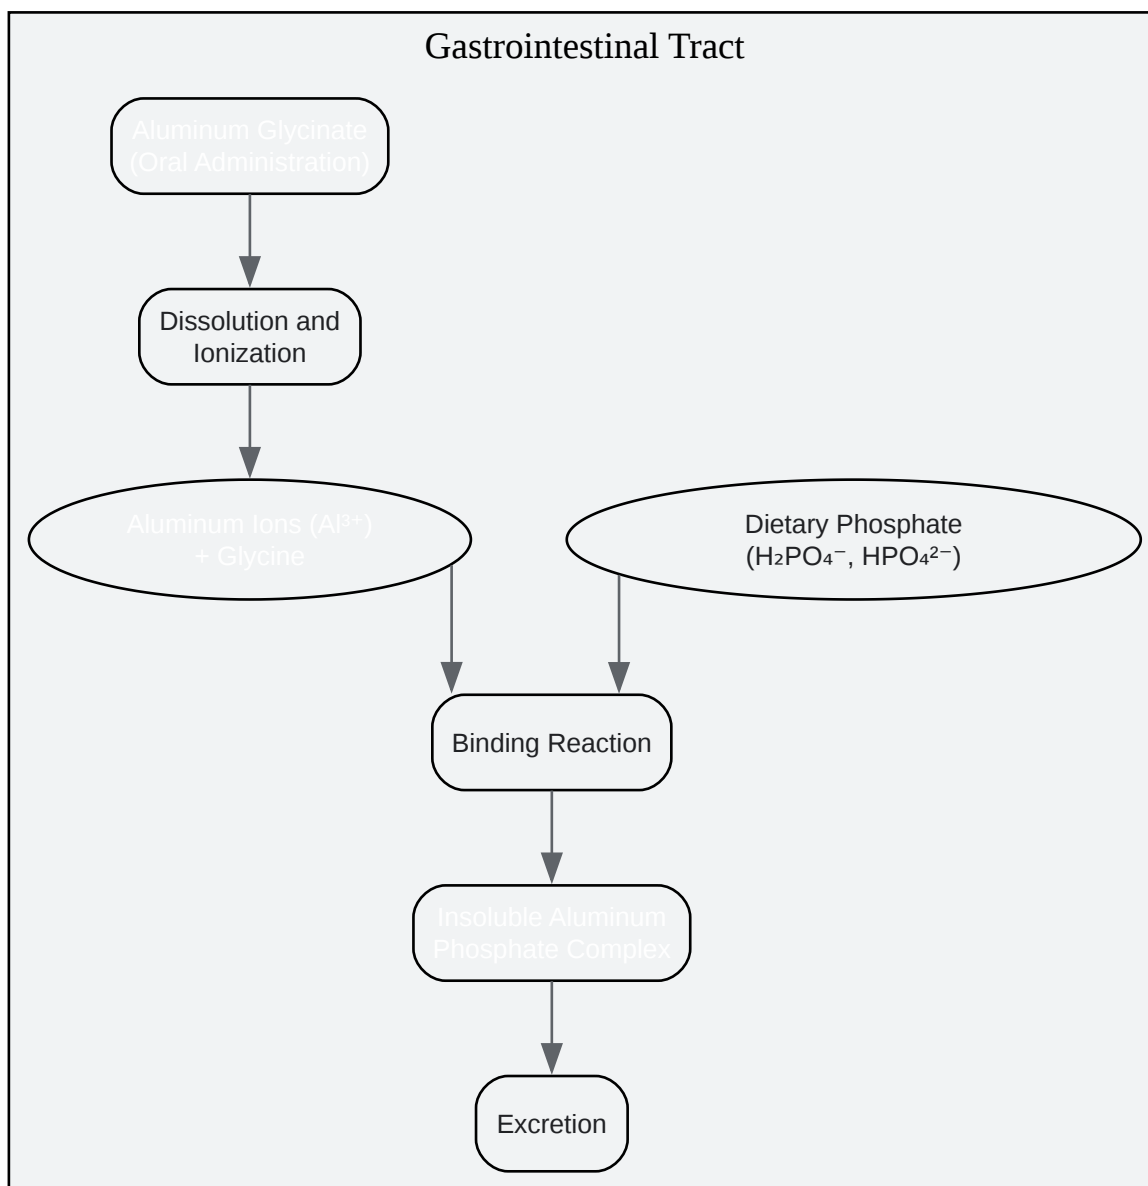 Gastrointestinal Tract
Aluminum Glycinate
(Oral Administration)
Dissolution and
Ionization
Aluminum Ions (Al³⁺)
+ Glycine
Dietary Phosphate
(H₂PO₄⁻, HPO₄²⁻)
Binding Reaction
Insoluble Aluminum
Phosphate Complex
Excretion